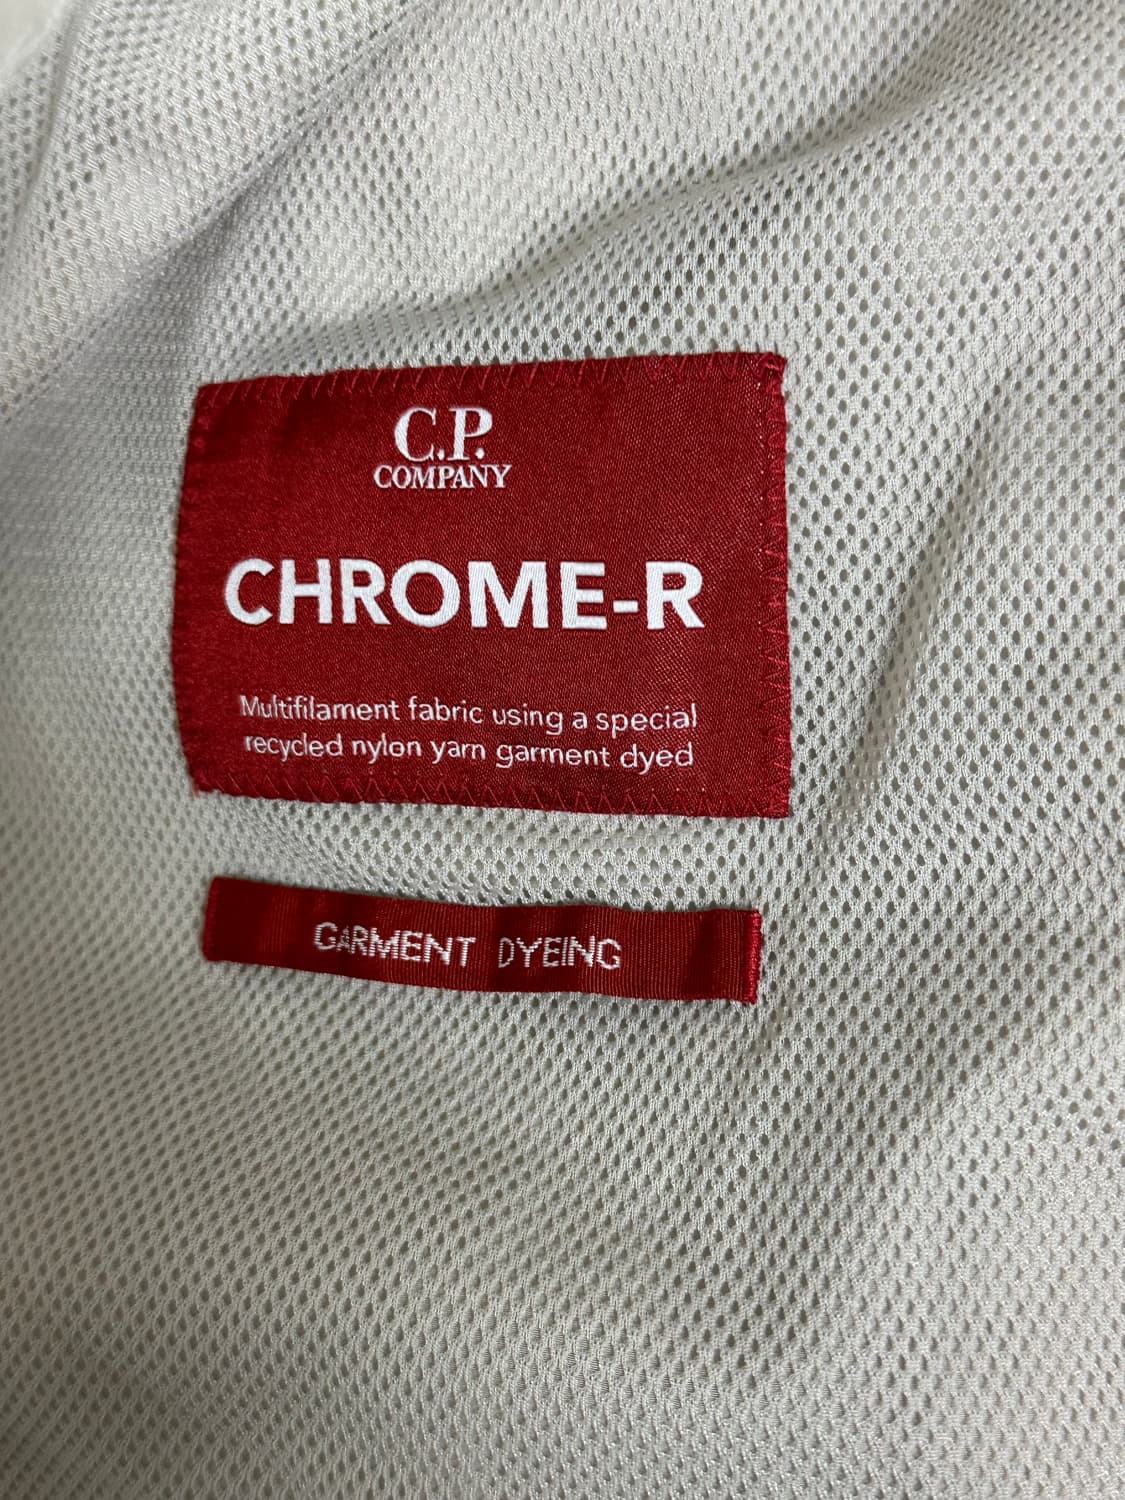 C.P.
COMPANY
CHROME-R
Multifilament fabric using a special
recycled nylon yarn garment dyed
GARMENT DYEING